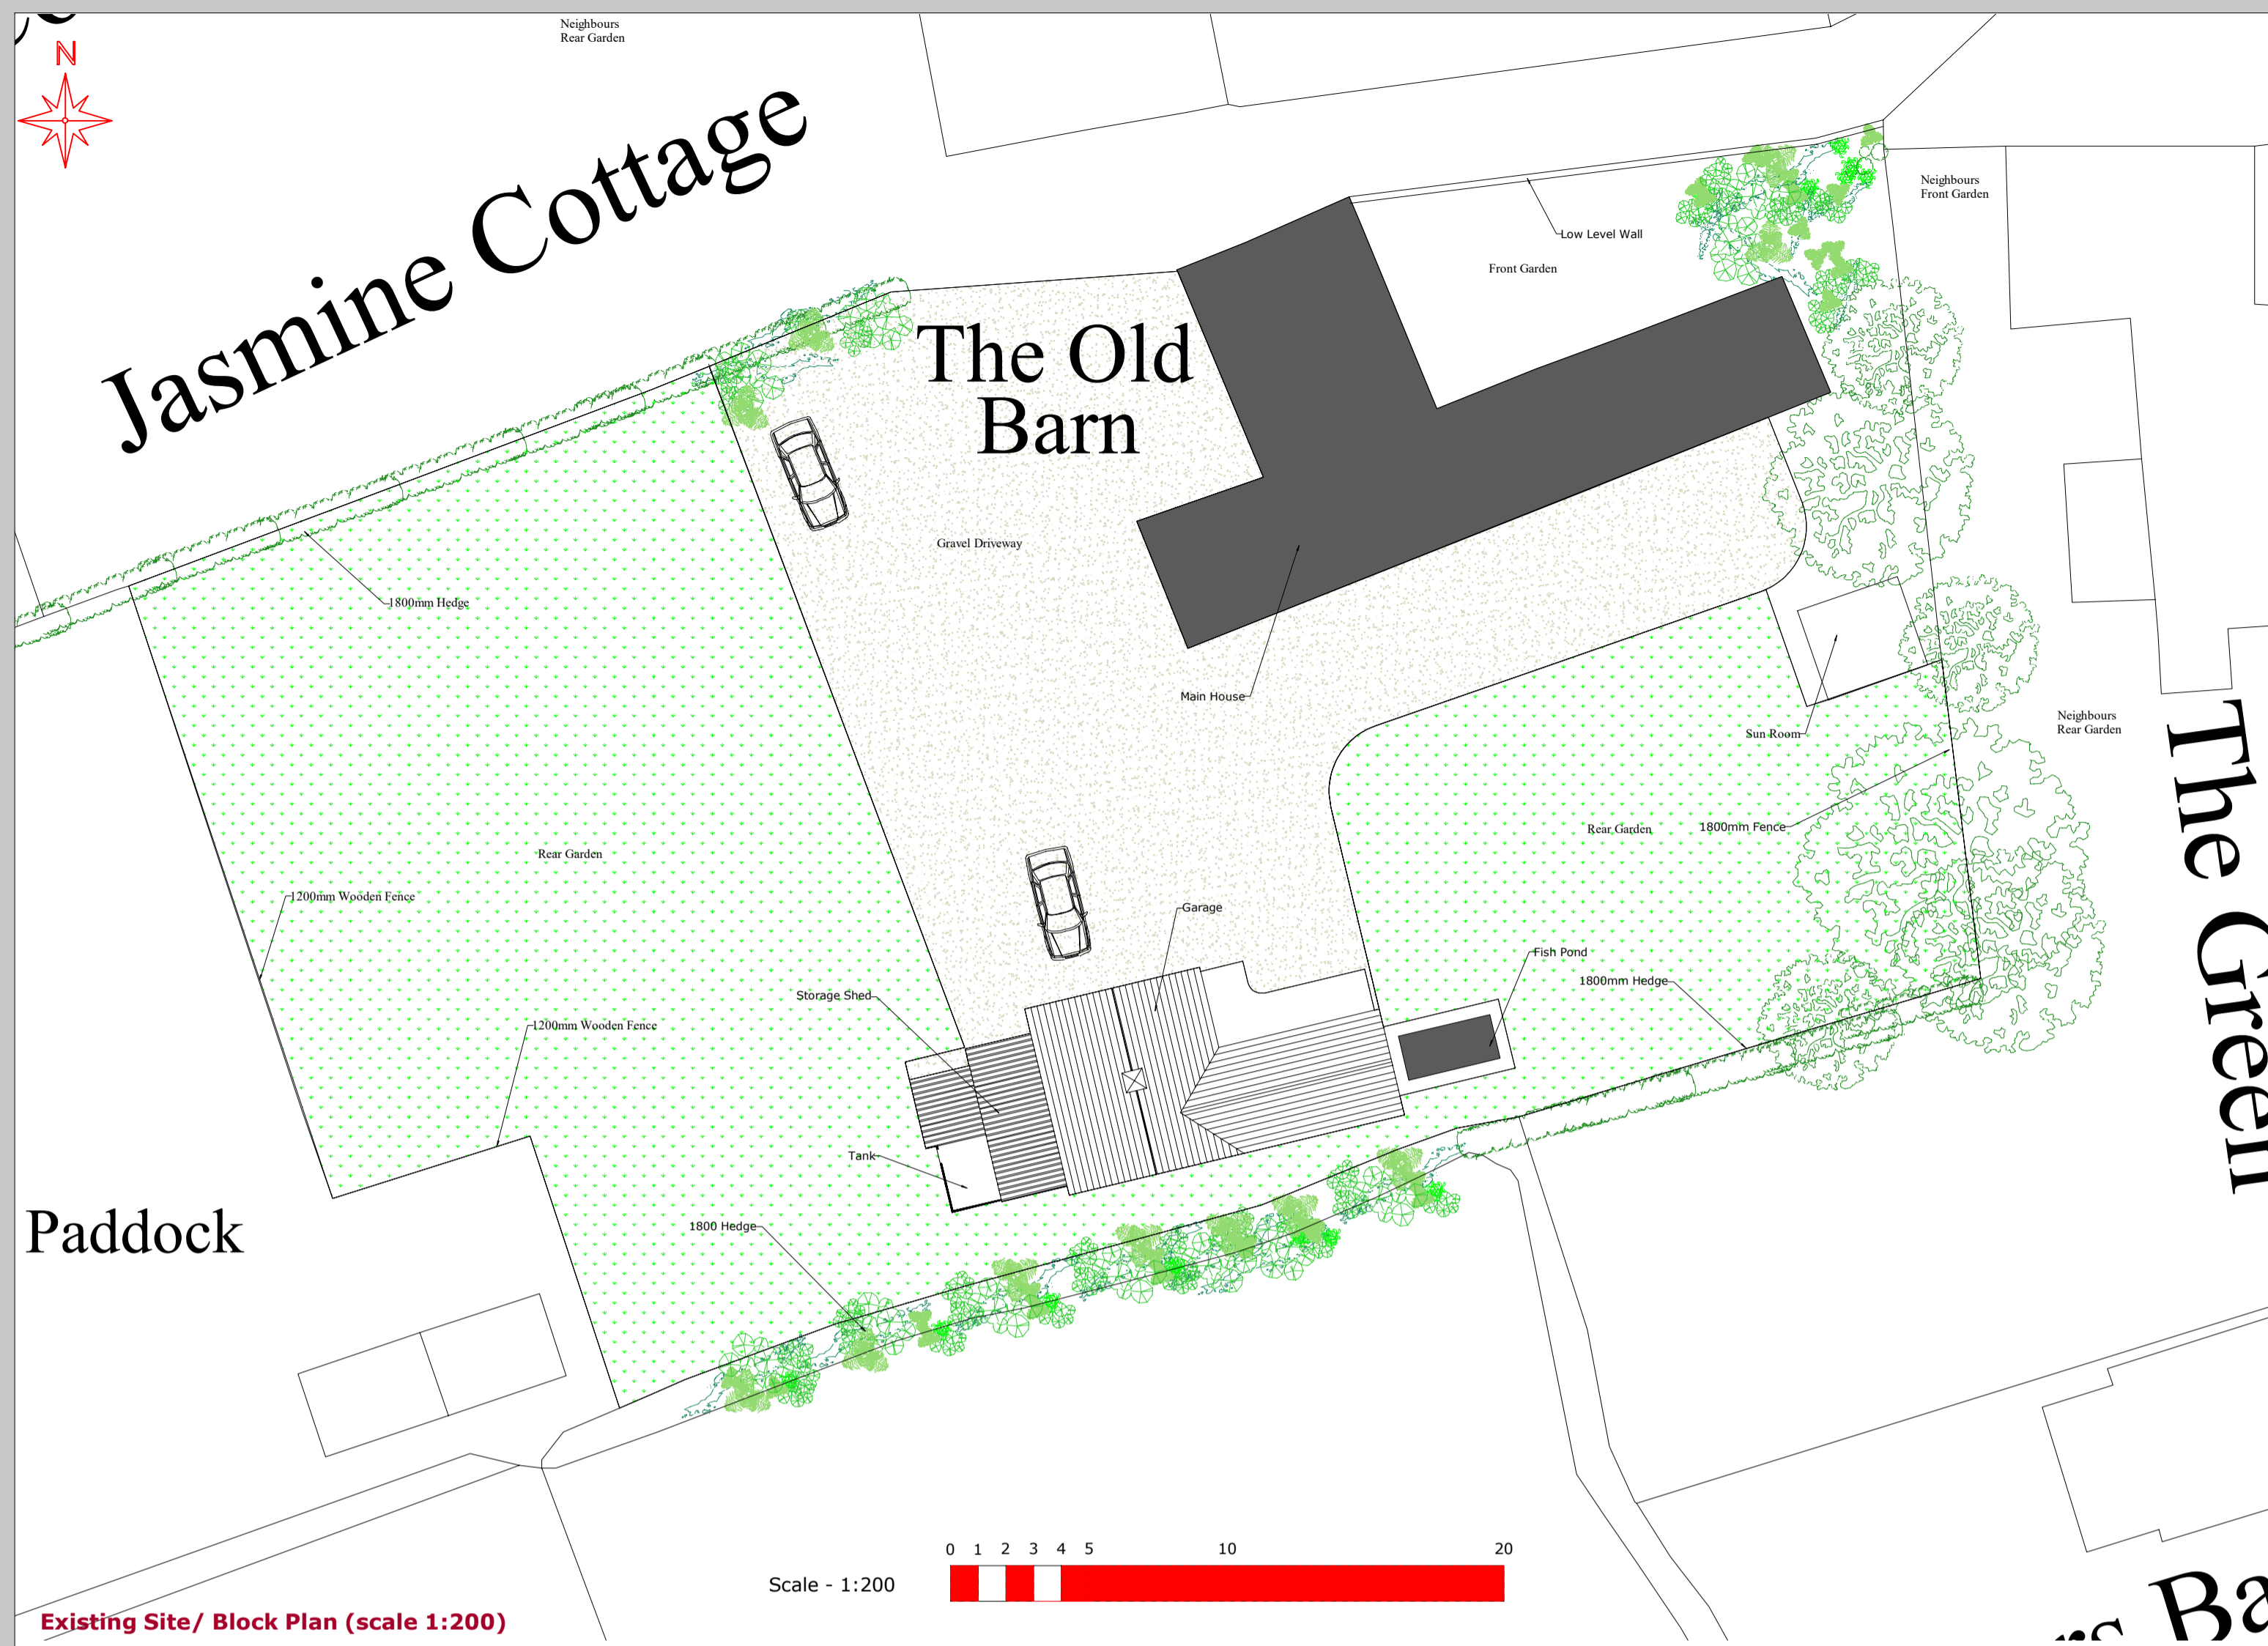 Neighbours
Rear Garden
N
Jasmine Cottage
Neighbours
Front Garden
Low Level Wall
Front Garden
The Old
Barn
Gravel Driveway
1800mm Hedge
Main House
Sun Room
Neighbours
Rear Garden
The Green
1800mm Fence
Rear Garden
Rear Garden
1200mm Wooden Fence
Garage
Fish Pond
1800mm Hedge
Storage Shed
1200mm Wooden Fence
Tank
Paddock
1800 Hedge
0 1 2 3 4 5 10 20
Scale - 1:200
Existing Site/ Block Plan (scale 1:200)